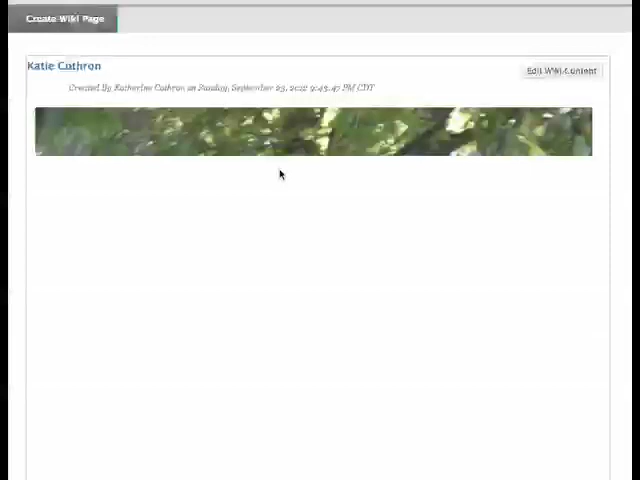 Create Wiki Page
Katie Cothron
Edit Wiki Content
Created By Katherine Cothron on Sunday, September 23, 2012 9:43:47 PM CDT